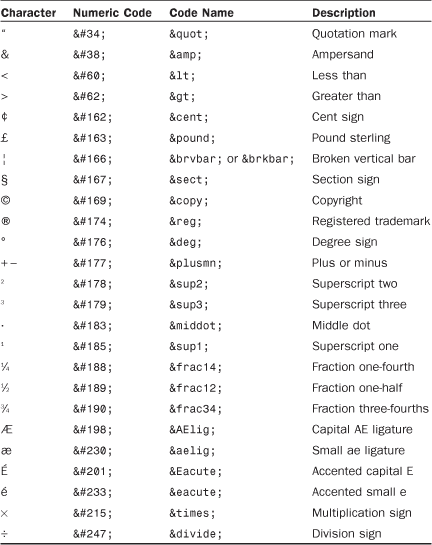 Character Numeric Code Code Name Description
“ &#34; &quot; Quotation mark
& &#38; &amp; Ampersand
< &#60; &lt; Less than
> &#62; &gt; Greater than
¢ &#162; &cent; Cent sign
£ &#163; &pound; Pound sterling
¦ &#166; &brvbar; or &brkbar; Broken vertical bar
§ &#167; &sect; Section sign
© &#169; &copy; Copyright
® &#174; &reg; Registered trademark
° &#176; &deg; Degree sign
+– &#177; &plusmn; Plus or minus
² &#178; &sup2; Superscript two
³ &#179; &sup3; Superscript three
· &#183; &middot; Middle dot
¹ &#185; &sup1; Superscript one
¼ &#188; &frac14; Fraction one-fourth
½ &#189; &frac12; Fraction one-half
¾ &#190; &frac34; Fraction three-fourths
Æ &#198; &AElig; Capital AE ligature
æ &#230; &aelig; Small ae ligature
É &#201; &Eacute; Accented capital E
é &#233; &eacute; Accented small e
× &#215; &times; Multiplication sign
÷ &#247; &divide; Division sign